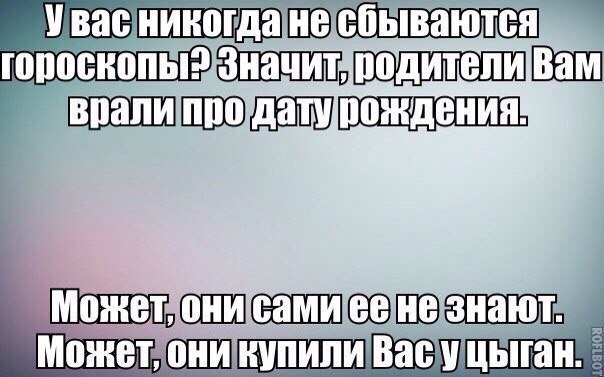 У вас никогда не сбываются
гороскопы? Значит, родители Вам
врали про дату рождения.
Может, они сами ее не знают.
Может, они купили Вас у цыган.
ROFLBOT